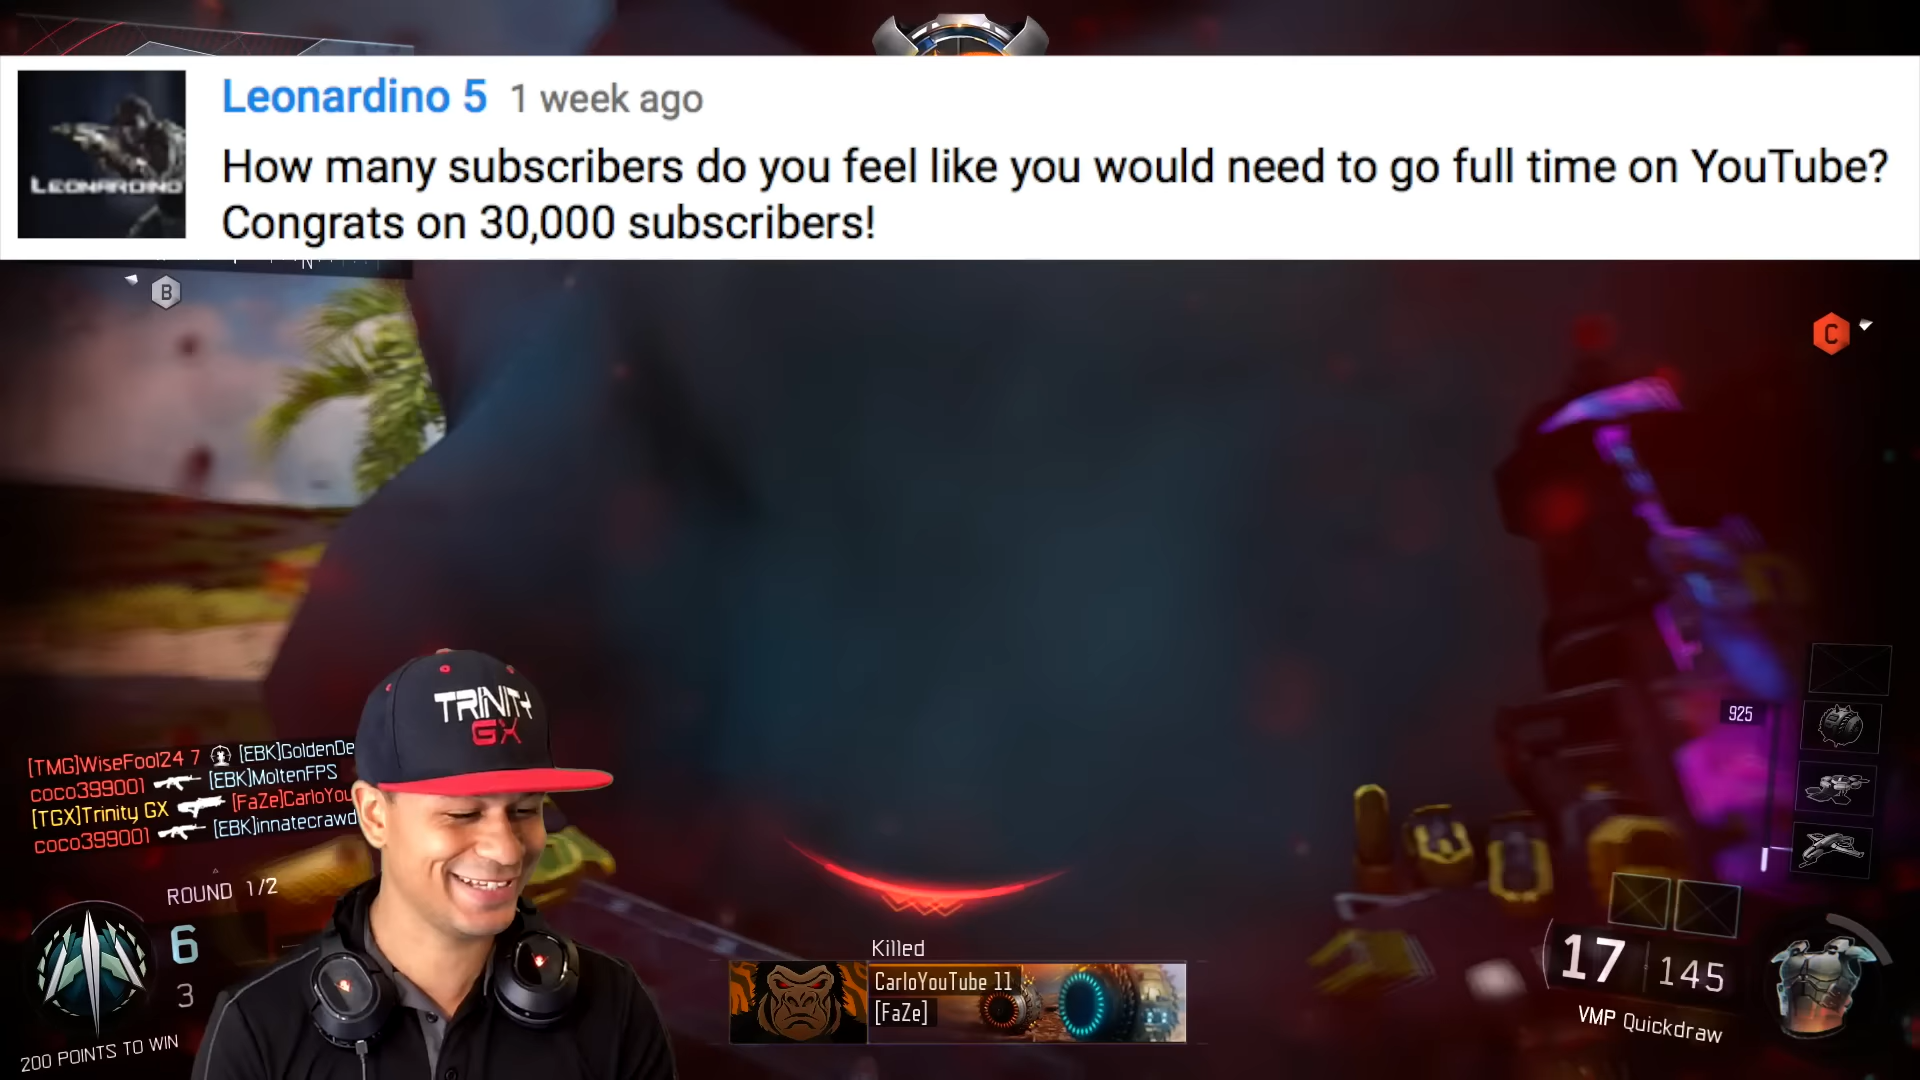 Leonardino 5 1 week ago
LEONARDINO
How many subscribers do you feel like you would need to go full time on YouTube?
Congrats on 30,000 subscribers!
N
B
C
TRINITY
GX
925
[TMG]WiseFool24 7 [EBK]GoldenDe
coco399001 [EBK]MoltenFPS
[TGX]Trinity GX [FaZe]CarloYou
coco399001 [EBK]innatecrawd
ROUND 1/2
6
3
200 POINTS TO WIN
Killed
CarloYouTube 11
[FaZe]
17 145
VMP Quickdraw